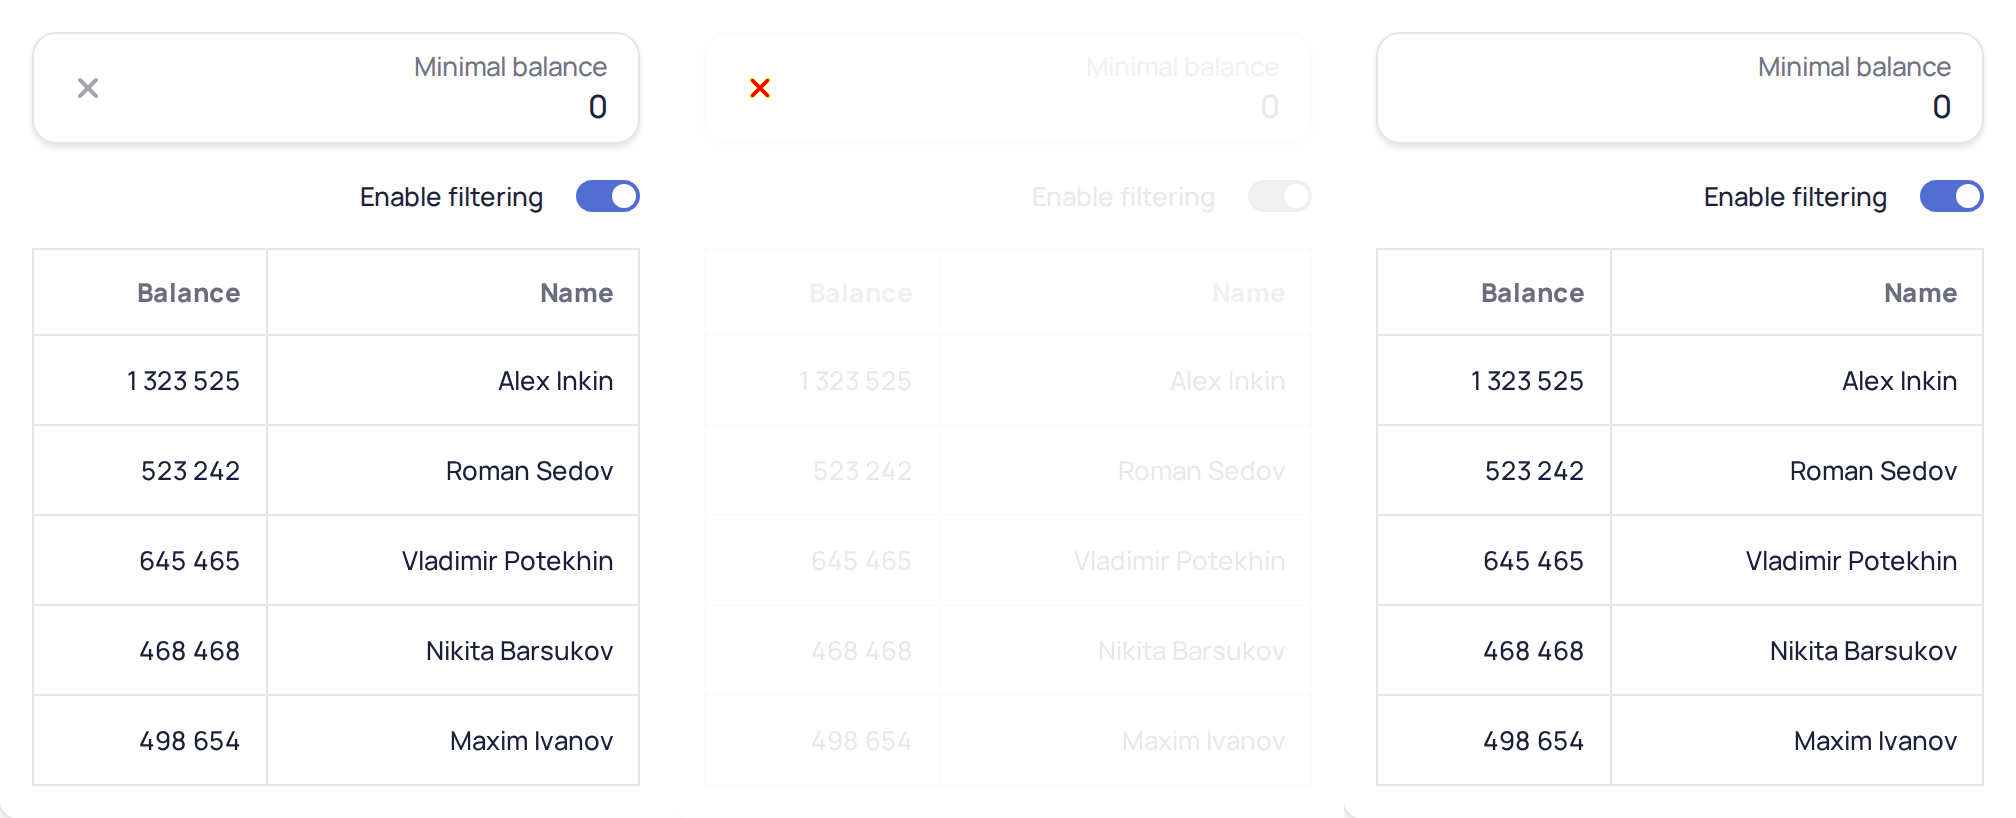 Minimal balance
0
Enable filtering
Balance Name
1 323 525 Alex Inkin
523 242 Roman Sedov
645 465 Vladimir Potekhin
468 468 Nikita Barsukov
498 654 Maxim Ivanov
Minimal balance
0
Enable filtering
Balance Name
1 323 525 Alex Inkin
523 242 Roman Sedov
645 465 Vladimir Potekhin
468 468 Nikita Barsukov
498 654 Maxim Ivanov
Minimal balance
0
Enable filtering
Balance Name
1 323 525 Alex Inkin
523 242 Roman Sedov
645 465 Vladimir Potekhin
468 468 Nikita Barsukov
498 654 Maxim Ivanov